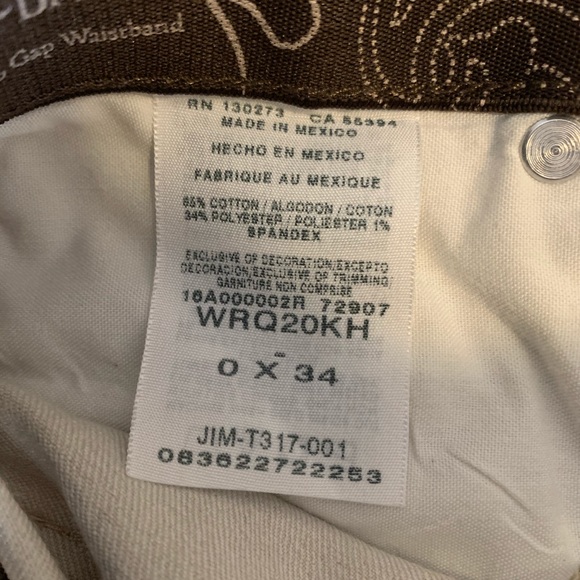 Gap Waistband
RN 130273 CA 56394
MADE IN MEXICO
HECHO EN MEXICO
FABRIQUE AU MEXIQUE
65% COTTON / ALGODON / COTON
34% POLYESTER / POLIESTER 1%
SPANDEX
EXCLUSIVE OF DECORATION,EXCEPTO
DECORACION,EXCLUSIVE OF TRIMMING
GARNITURE NON COMPRISE
16A000002R 72907
WRQ20KH
0 X 34
JIM-T317-001
083622722253